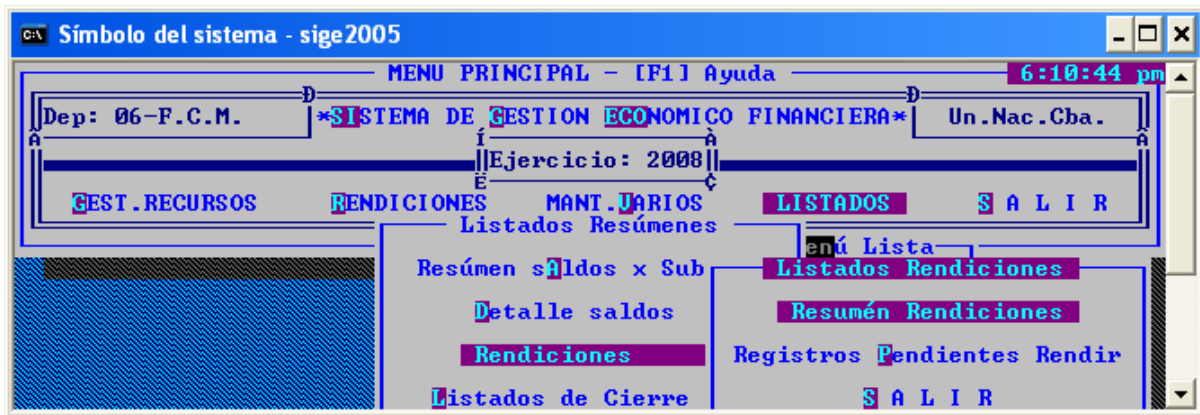 Símbolo del sistema - sige2005
MENU PRINCIPAL - [F1] Ayuda 6:10:44 pm
Dep: 06-F.C.M. *SISTEMA DE GESTION ECONOMICO FINANCIERA* Un.Nac.Cba.
Ejercicio: 2008
GEST.RECURSOS RENDICIONES MANT.VARIOS LISTADOS S A L I R
Listados Resúmenes
enú Lista
Resúmen sAldos x Sub
Listados Rendiciones
Detalle saldos
Resumén Rendiciones
Rendiciones
Registros Pendientes Rendir
Listados de Cierre
S A L I R